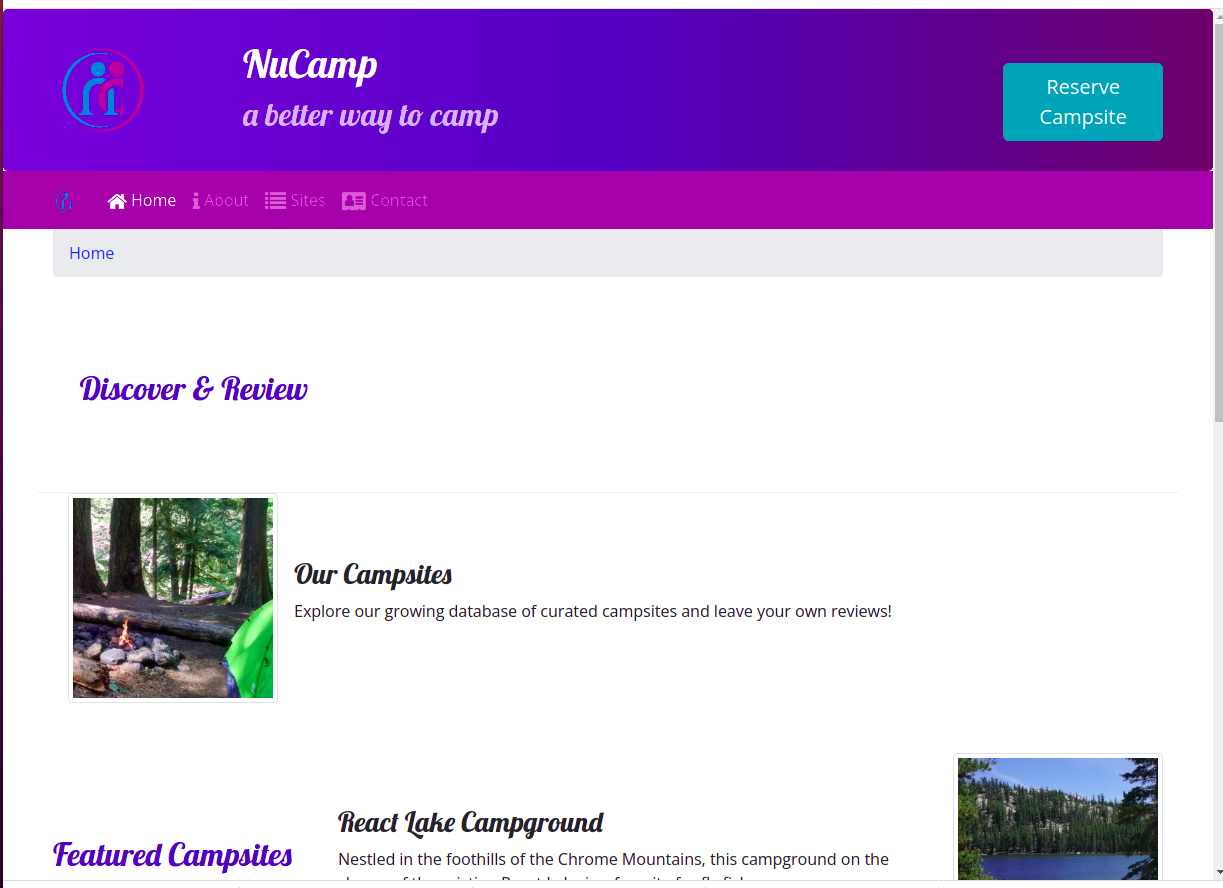 NuCamp
a better way to camp
Reserve
Campsite
Home About Sites Contact
Home
Discover & Review
Our Campsites
Explore our growing database of curated campsites and leave your own reviews!
React Lake Campground
Featured Campsites
Nestled in the foothills of the Chrome Mountains, this campground on the